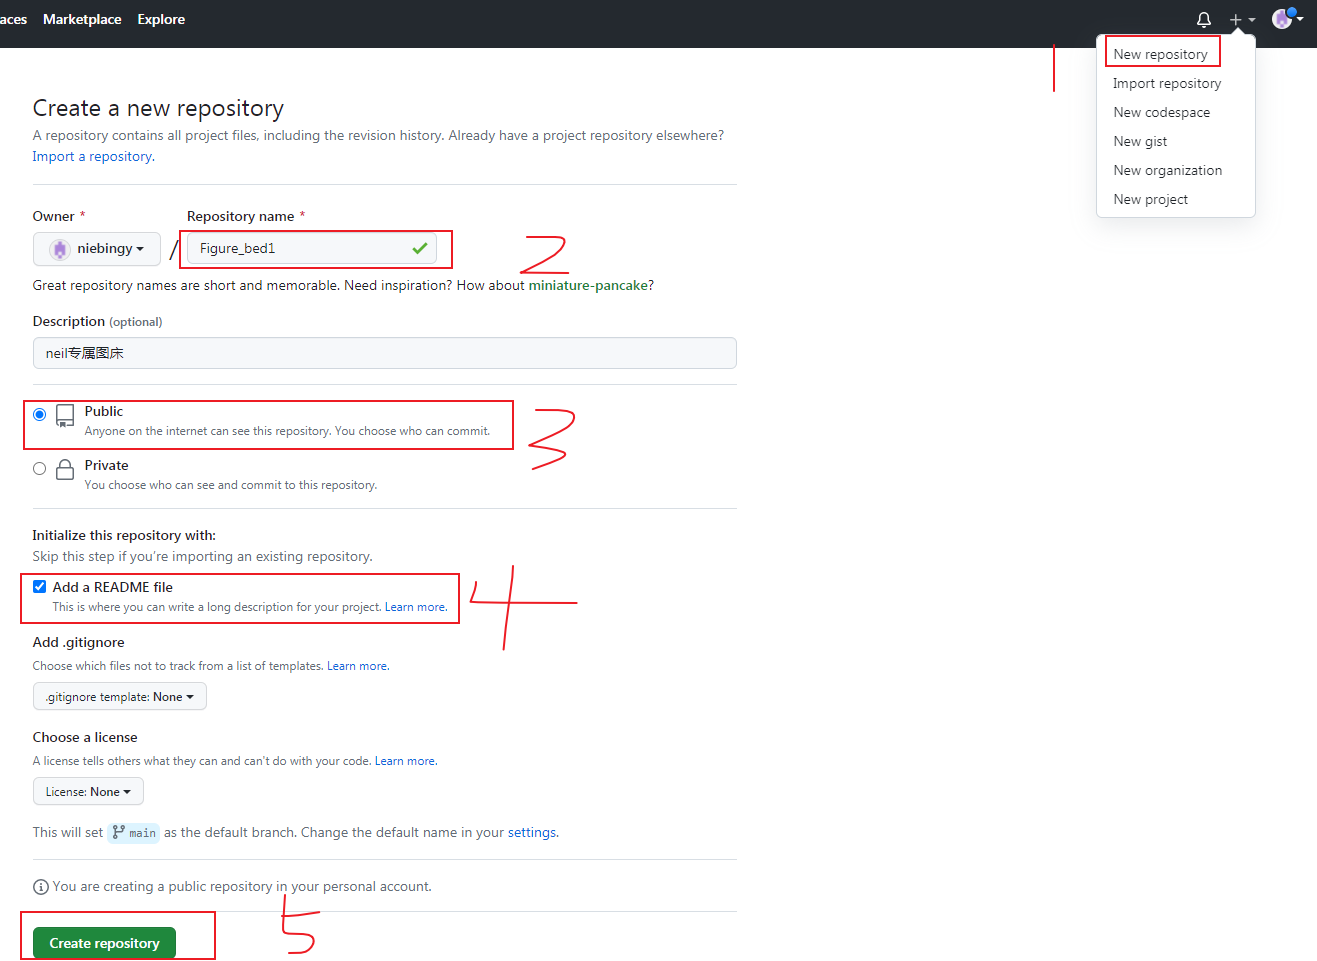 aces Marketplace Explore
1
New repository
Import repository
New codespace
New gist
New organization
New project
Create a new repository
A repository contains all project files, including the revision history. Already have a project repository elsewhere?
Import a repository.
Owner * Repository name *
niebingy / Figure_bed1
2
Great repository names are short and memorable. Need inspiration? How about miniature-pancake?
Description (optional)
neil专属图床
Public
Anyone on the internet can see this repository. You choose who can commit.
3
Private
You choose who can see and commit to this repository.
Initialize this repository with:
Skip this step if you're importing an existing repository.
Add a README file
This is where you can write a long description for your project. Learn more.
4
Add .gitignore
Choose which files not to track from a list of templates. Learn more.
.gitignore template: None
Choose a license
A license tells others what they can and can't do with your code. Learn more.
License: None
This will set main as the default branch. Change the default name in your settings.
You are creating a public repository in your personal account.
5
Create repository